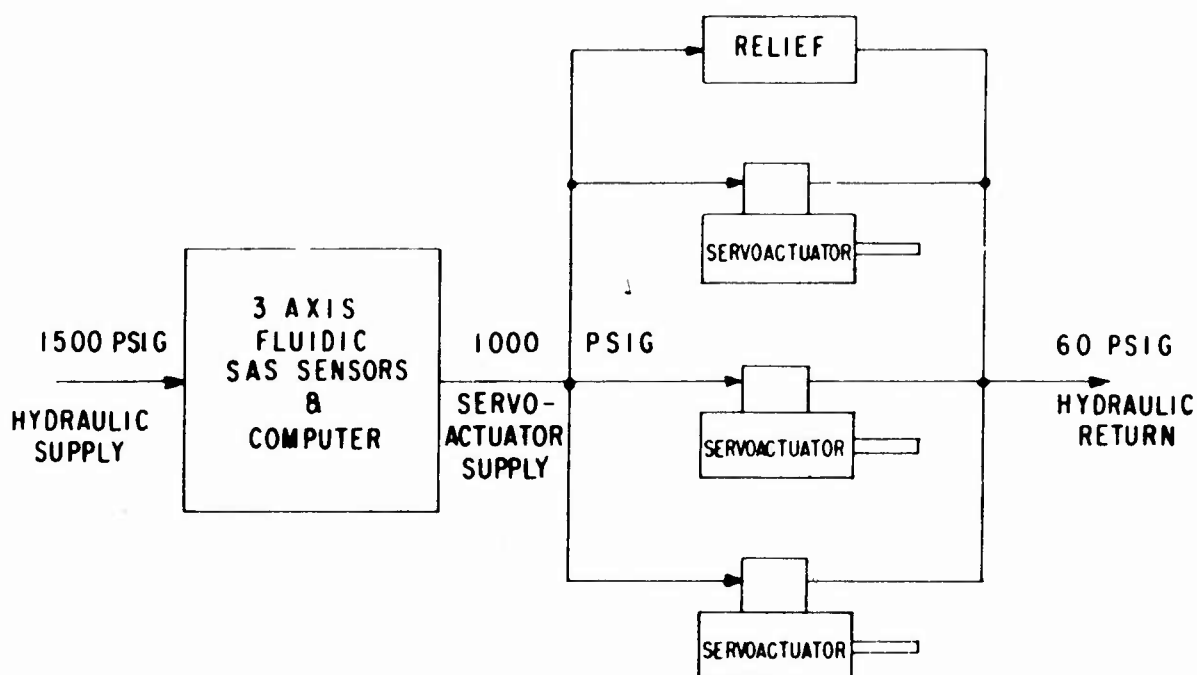 RELIEF
SERVOACTUATOR
1500 PSIG
HYDRAULIC
SUPPLY
3 AXIS
FLUIDIC
SAS SENSORS
&
COMPUTER
1000 PSIG
SERVO-
ACTUATOR
SUPPLY
SERVOACTUATOR
60 PSIG
HYDRAULIC
RETURN
SERVOACTUATOR